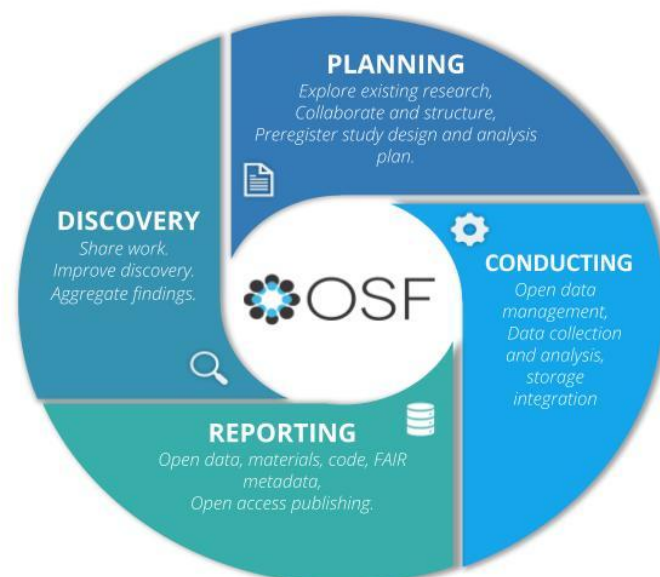 PLANNING
Explore existing research,
Collaborate and structure,
Preregister study design and analysis
plan.
DISCOVERY
Share work.
Improve discovery.
Aggregate findings.
OSF
CONDUCTING
Open data
management,
Data collection
and analysis,
storage
integration
REPORTING
Open data, materials, code, FAIR
metadata,
Open access publishing.